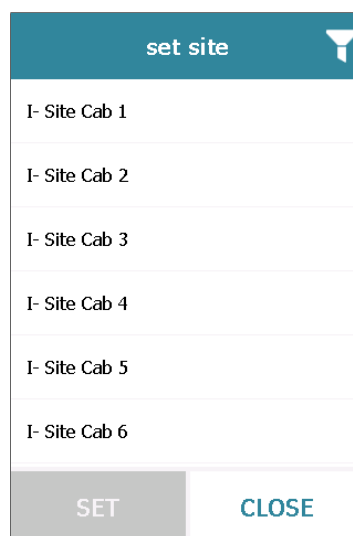 set site
I- Site Cab 1
I- Site Cab 2
I- Site Cab 3
I- Site Cab 4
I- Site Cab 5
I- Site Cab 6
SET CLOSE